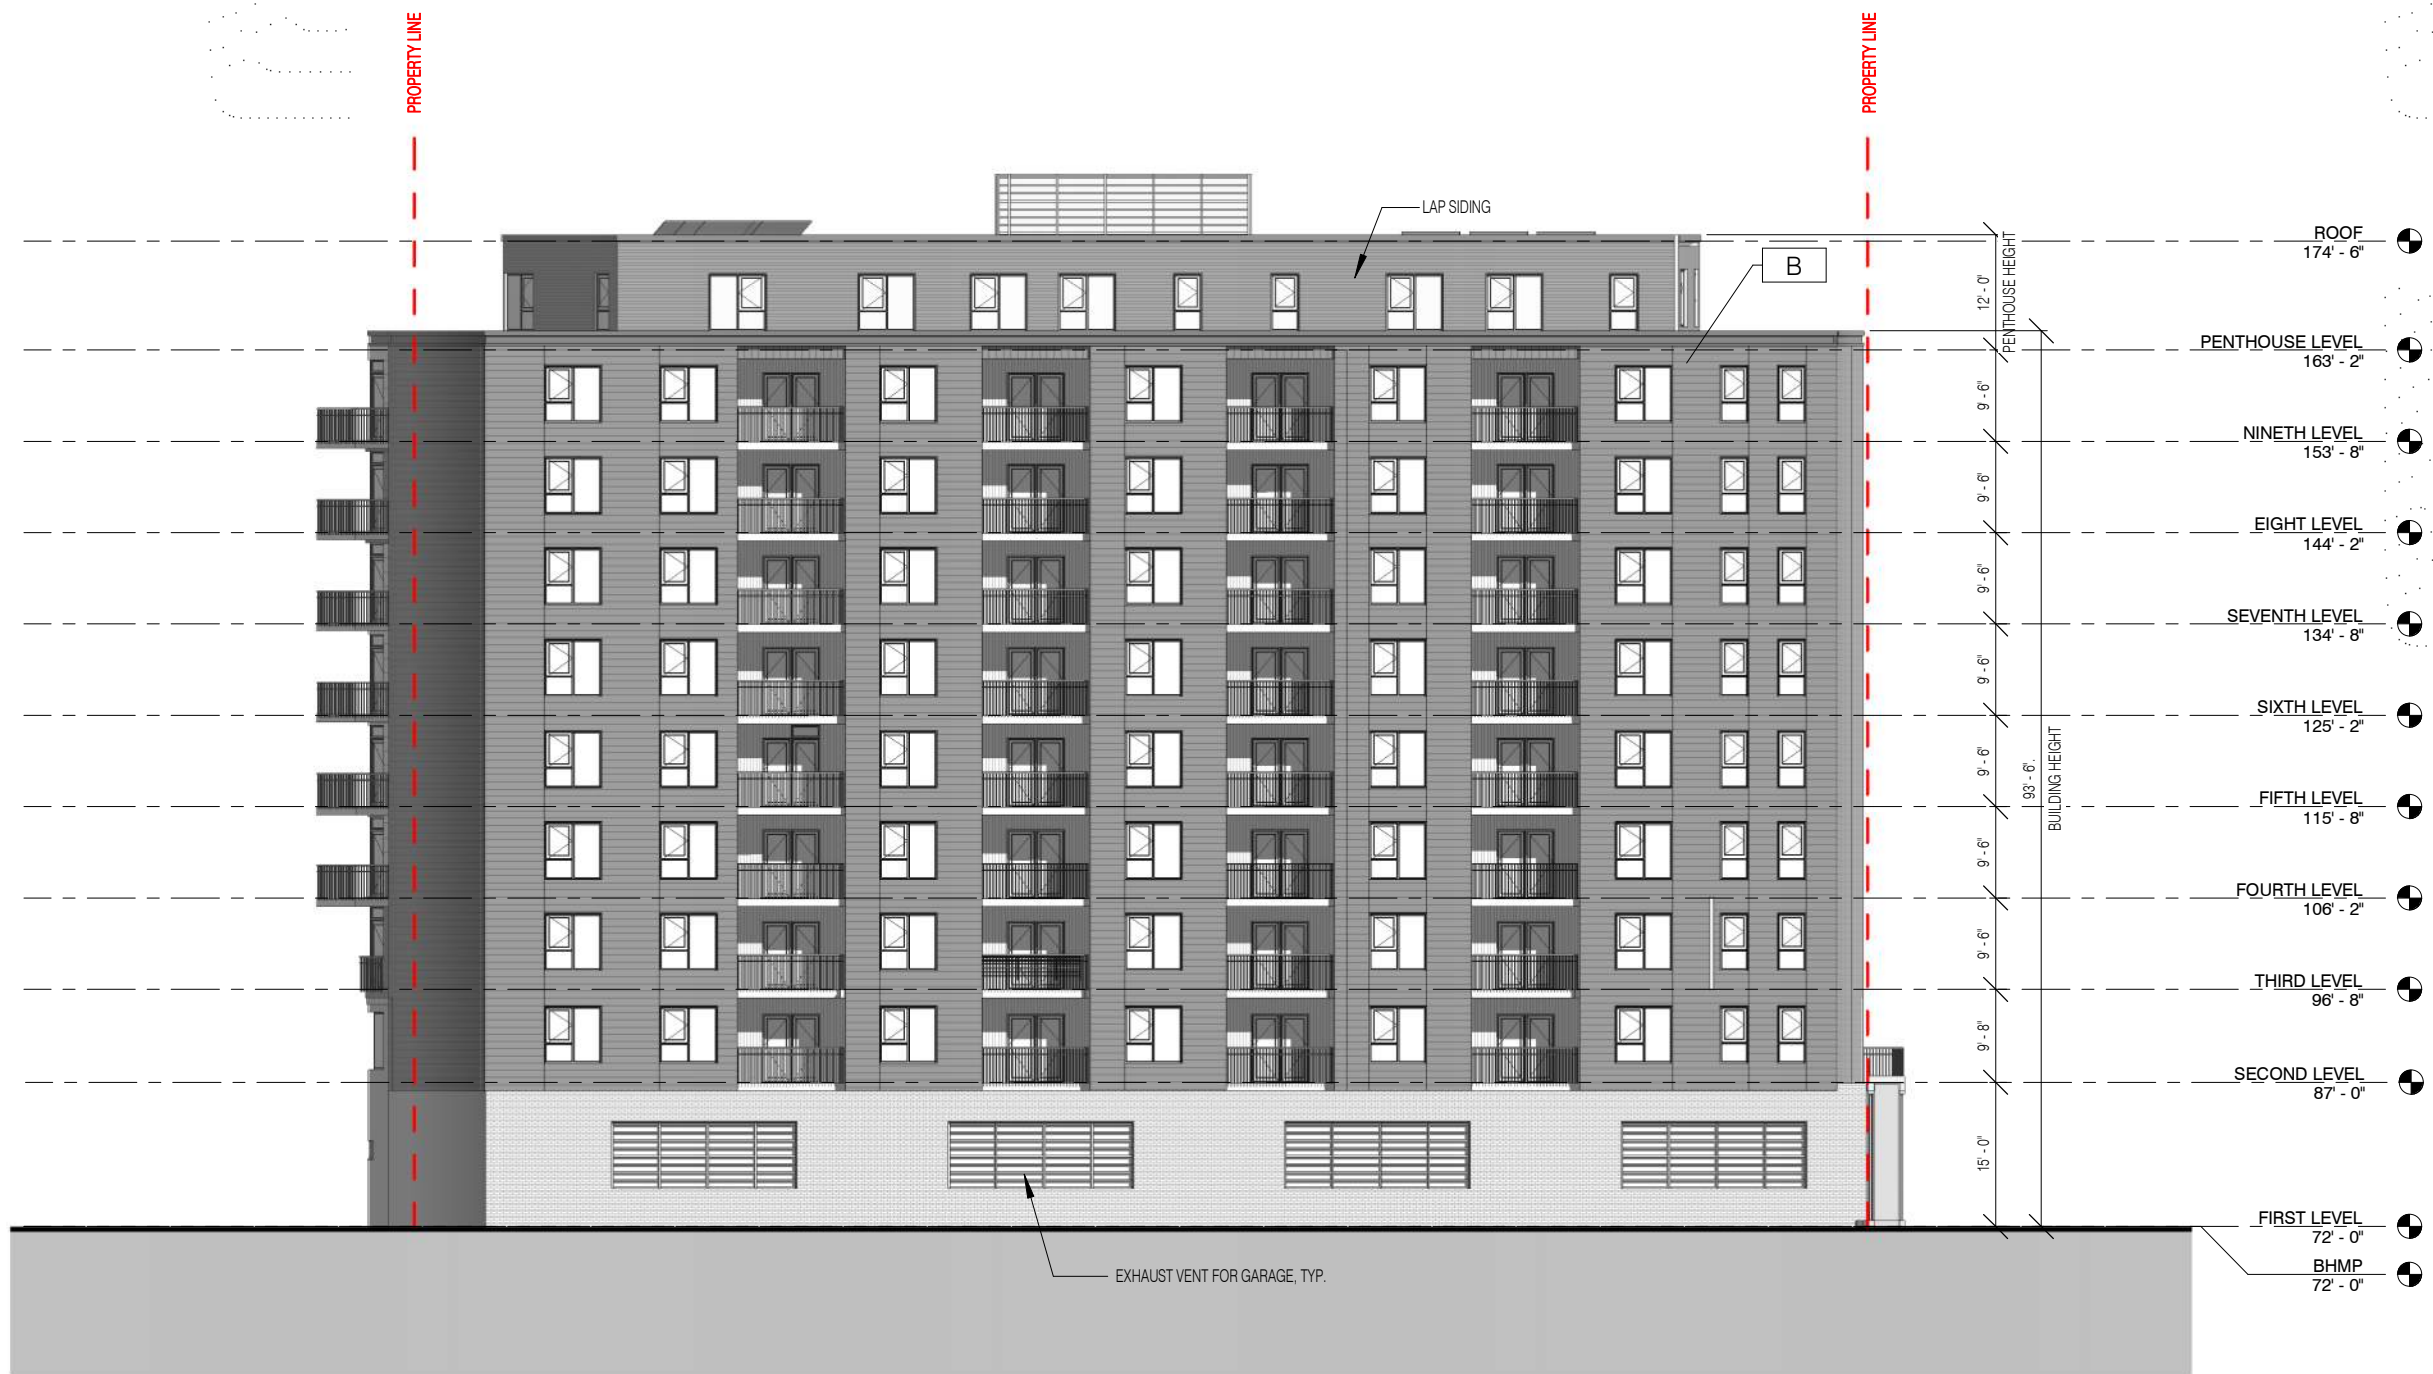 PROPERTY LINE
PROPERTY LINE
LAP SIDING
B
ROOF
174' - 6"
12' - 0"
PENTHOUSE HEIGHT
PENTHOUSE LEVEL
163' - 2"
9' - 6"
NINETH LEVEL
153' - 8"
9' - 6"
EIGHT LEVEL
144' - 2"
9' - 6"
SEVENTH LEVEL
134' - 8"
9' - 6"
SIXTH LEVEL
125' - 2"
9' - 6"
93' - 6".
BUILDING HEIGHT
FIFTH LEVEL
115' - 8"
9' - 6"
FOURTH LEVEL
106' - 2"
9' - 6"
THIRD LEVEL
96' - 8"
9' - 8"
SECOND LEVEL
87' - 0"
15' - 0"
FIRST LEVEL
72' - 0"
EXHAUST VENT FOR GARAGE, TYP.
BHMP
72' - 0"